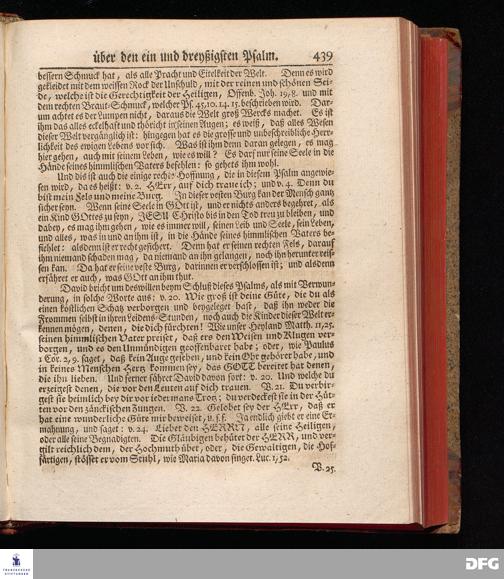 über den ein und dreyßigsten Psalm. 439
bessern Schmuck hat, als alle Pracht und Eitelkeit der Welt. Denn es wird
gekleidet mit dem weissen Rock der Unschuld, mit der reinen und schönen Sei-
de, welche ist die Gerechtigkeit der Heiligen, Offenb. Joh. 19,8. und mit
dem rechten Braut-Schmuck, welcher Ps. 45,10.14.15. beschrieben wird. Dar-
um achtet es der Lumpen nicht, daraus die Welt groß Wercks machet. Es ist
ihm das alles eckelhaft und thöricht in seinen Augen; es weiß, daß alles Wesen
dieser Welt vergänglich ist: hingegen hat es die grosse und unbeschreibliche Herr-
lichkeit des ewigen Lebens vor sich. Was ist ihm denn daran gelegen, es mag
hier gehen, auch mit seinem Leben, wie es will? Es darf nur seine Seele in die
Hände seines himmlischen Vaters befehlen: so gehets ihm wohl.
Und dis ist auch die einige rechte Hoffnung, die in diesem Psalm angewie-
sen wird, da es heißt: v. 2. HErr, auf dich traue ich; und v. 4. Denn du
bist mein Fels und meine Burg. In dieser vesten Burg kan der Mensch gantz
sicher seyn. Wenn seine Seele in GOtt ist, und er nichts anders begehret, als
ein Kind GOttes zu seyn, JESU Christo bis in den Tod treu zu bleiben, und
dabey, es mag ihm gehen, wie es immer will, seinen Leib und Seele, sein Leben,
und alles, was in und an ihm ist, in die Hände seines himmlischen Vaters be-
fiehlet: alsdenn ist er recht gesichert. Denn hat er seinen rechten Fels, darauf
ihm niemand schaden mag, da niemand an ihn gelangen, noch ihn herunter reis-
sen kan. Da hat er seine veste Burg, darinnen er verschlossen ist; und alsdenn
erfähret er auch, was GOtt an ihm thut.
David bricht um deswillen beym Schluß dieses Psalms, als mit Verwun-
derung, in solche Worte aus: v. 20. Wie groß ist deine Güte, die du als
einen köstlichen Schatz verborgen und beygeleget hast, daß ihn weder die
Frommen selbst in ihren Leidens-Stunden, noch auch die Kinder dieser Welt er-
kennen mögen, denen, die dich fürchten! Wie unser Heyland Matth. 11,25.
seinen himmlischen Vater preiset, daß ers den Weisen und Klugen ver-
borgen, und es den Unmündigen geoffenbaret habe; oder, wie Paulus
1 Cor. 2, 9. saget, daß kein Auge gesehen, und kein Ohr gehöret habe, und
in keines Menschen Hertz kommen sey, das GOTT bereitet hat denen,
die ihn lieben. Und ferner fähret David davon fort: v. 20. Und welche du
erzeigest denen, die vor den Leuten auf dich trauen. V. 21. Du verbir-
gest sie heimlich bey dir vor jedermans Trotz; du verdeckest sie in der Hüt-
ten vor den zänckischen Zungen. V. 22. Gelobet sey der HErr, daß er
hat eine wunderliche Güte mir beweiset, u. s. f. Ja endlich giebt er eine Er-
mahnung, und saget: v. 24. Liebet den HERRN, alle seine Heiligen,
oder alle seine Begnadigten. Die Gläubigen behütet der HERR, und ver-
gilt reichlich dem, der Hochmuth über, oder, die Gewaltigen, die Hof-
färtigen, stösset er vom Stuhl, wie Maria davon singet, Luc. 1, 52.
V. 25.
FRANCKESCHE
STIFTUNGEN
DFG